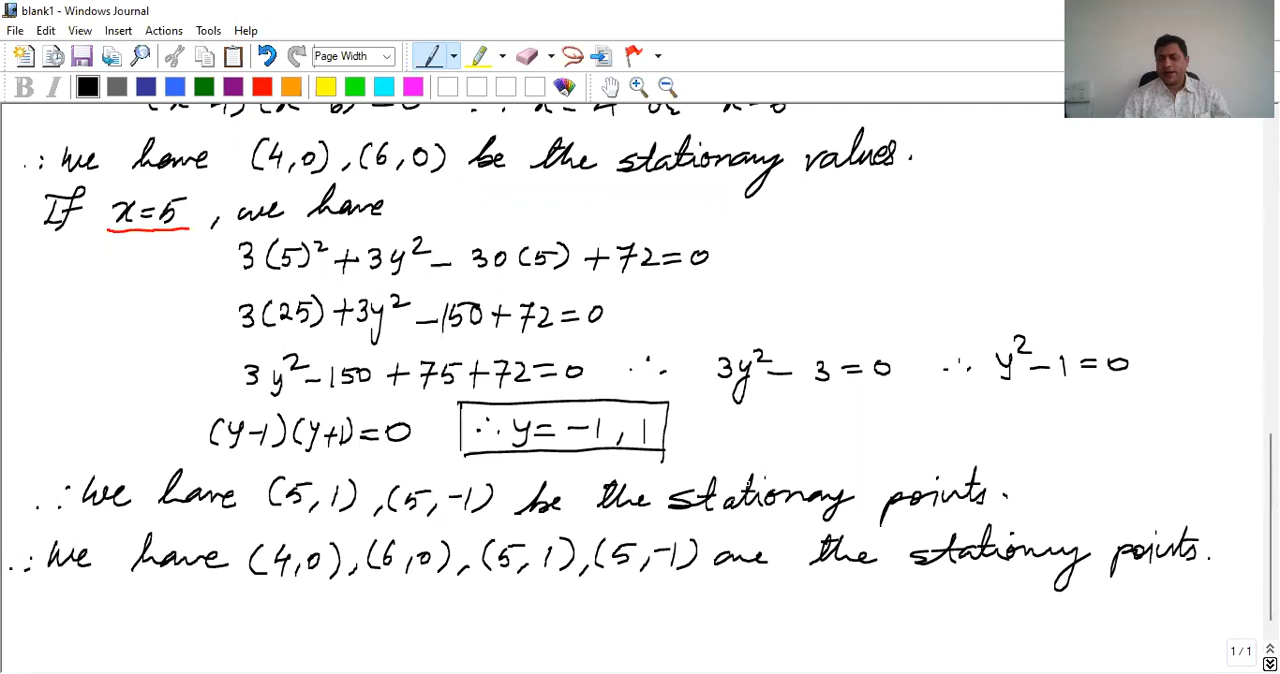 blank1 - Windows Journal
File Edit View Insert Actions Tools Help
Page Width
B I
∴ We have (4,0), (6,0) be the stationary values.
If x=5, we have
3(5)² + 3y² - 30(5) + 72 = 0
3(25) + 3y² - 150 + 72 = 0
3y² - 150 + 75 + 72 = 0 ∴ 3y² - 3 = 0 ∴ y² - 1 = 0
(y-1)(y+1) = 0 ∴ y = -1, 1
∴ We have (5,1), (5,-1) be the stationay points.
∴ We have (4,0), (6,0), (5,1), (5,-1) are the stationry points.
1 / 1